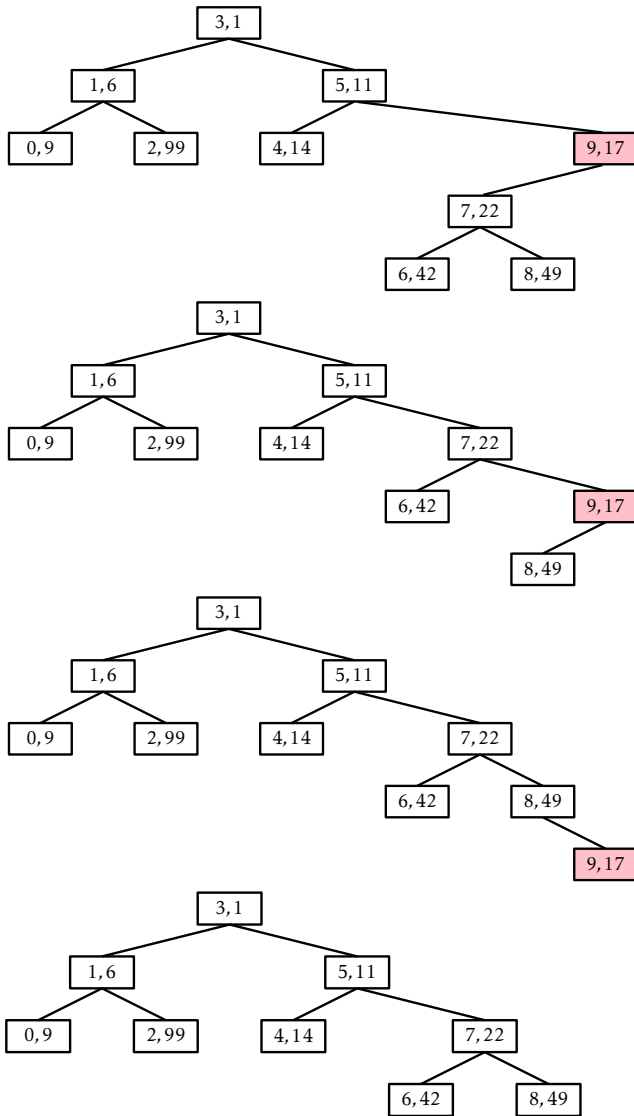 3, 1
1, 6 5, 11
0, 9 2, 99 4, 14 9, 17
7, 22
6, 42 8, 49
3, 1
1, 6 5, 11
0, 9 2, 99 4, 14 7, 22
6, 42 9, 17
8, 49
3, 1
1, 6 5, 11
0, 9 2, 99 4, 14 7, 22
6, 42 8, 49
9, 17
3, 1
1, 6 5, 11
0, 9 2, 99 4, 14 7, 22
6, 42 8, 49